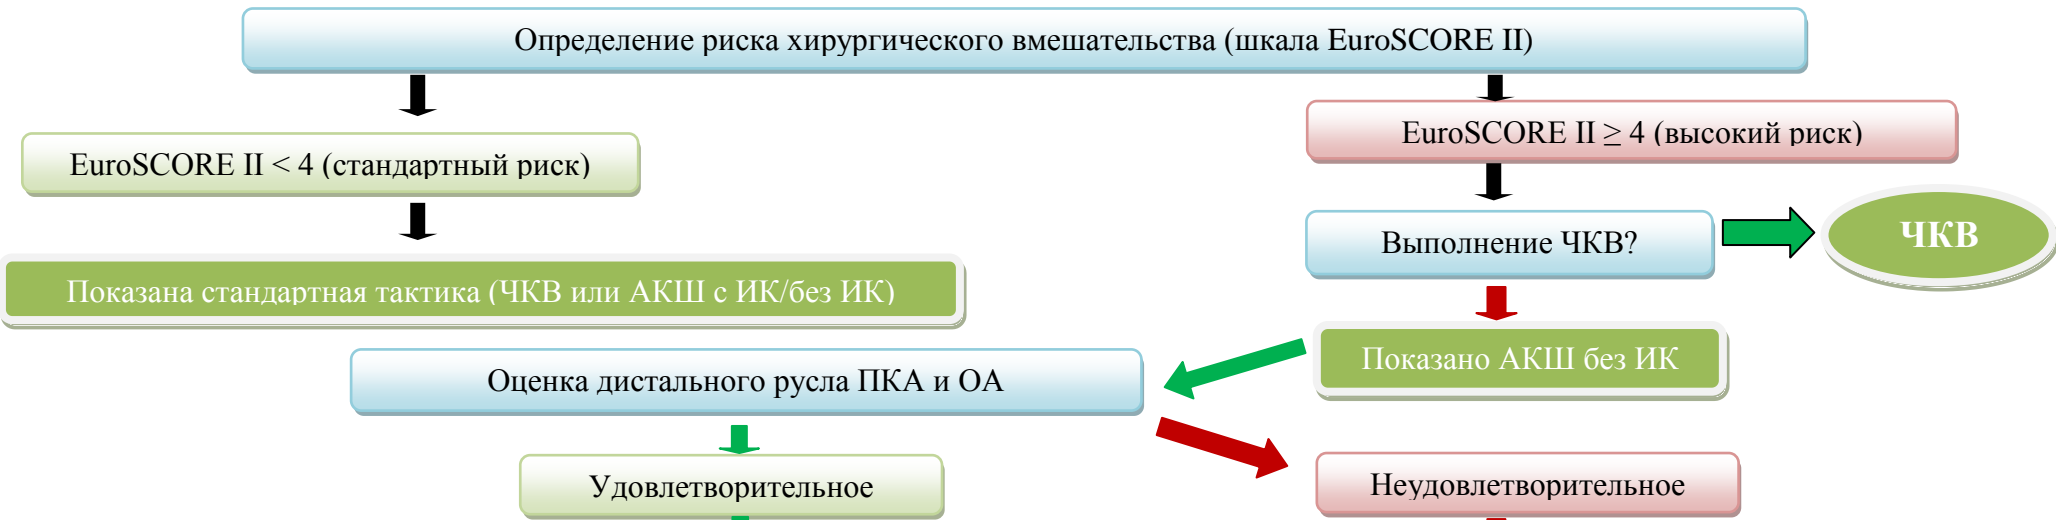 Определение риска хирургического вмешательства (шкала EuroSCORE II)
EuroSCORE II ≥ 4 (высокий риск)
EuroSCORE II < 4 (стандартный риск)
Выполнение ЧКВ?
ЧКВ
Показана стандартная тактика (ЧКВ или АКШ с ИК/без ИК)
Показано АКШ без ИК
Оценка дистального русла ПКА и ОА
Удовлетворительное
Неудовлетворительное